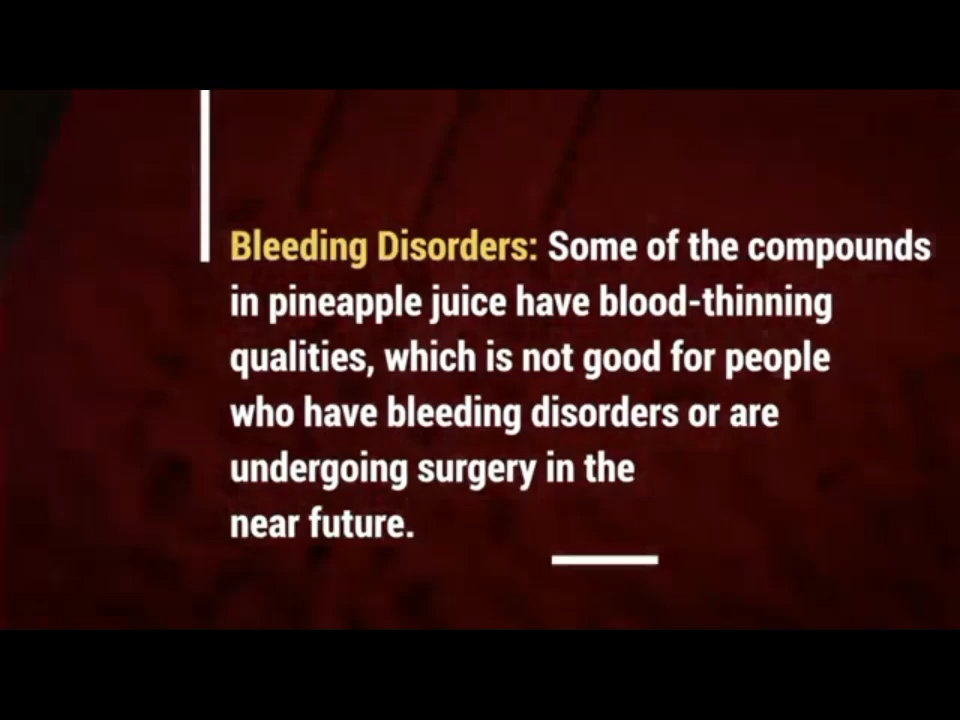 Bleeding Disorders: Some of the compounds
in pineapple juice have blood-thinning
qualities, which is not good for people
who have bleeding disorders or are
undergoing surgery in the
near future.